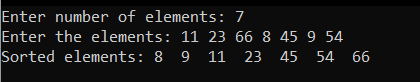 Enter number of elements: 7
Enter the elements: 11 23 66 8 45 9 54
Sorted elements: 8  9  11  23  45  54  66